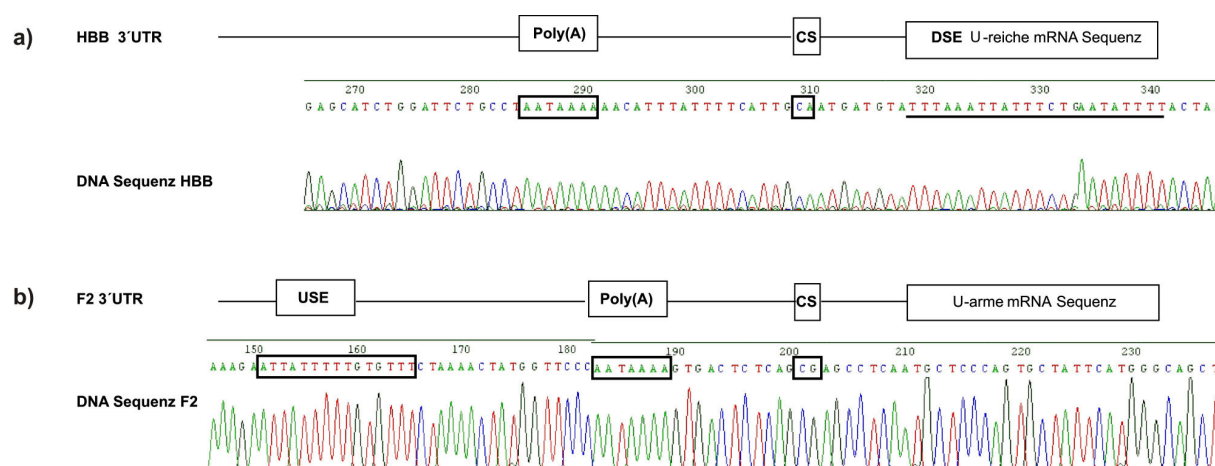 a) HBB 3´UTR Poly(A) CS DSE U-reiche mRNA Sequenz
270 280 290 300 310 320 330 340
GAGCATCTGGATTCTGCCTAATAAAAAACATTTATTTTCATTGCAATGATGTATTTAAATTATTTCTGAATATTTTACTA
DNA Sequenz HBB
b) F2 3´UTR USE Poly(A) CS U-arme mRNA Sequenz
150 160 170 180 190 200 210 220 230
AAAGAATTATTTTTGTGTTTCTAAAACTATGGTTCCCAATAAAAGTGACTCTCAGCGAGCCTCAATGCTCCCAGTGCTATTCATGGGCAGCT
DNA Sequenz F2